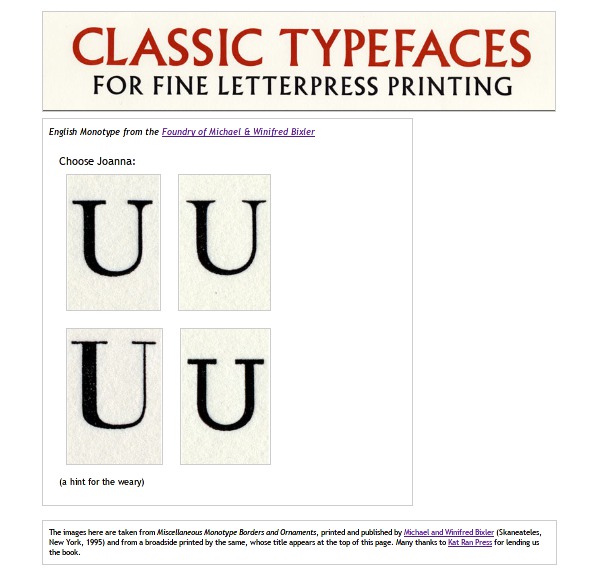 CLASSIC TYPEFACES
FOR FINE LETTERPRESS PRINTING
English Monotype from the Foundry of Michael & Winifred Bixler
Choose Joanna:
U U
U U
(a hint for the weary)
The images here are taken from Miscellaneous Monotype Borders and Ornaments, printed and published by Michael and Winifred Bixler (Skaneateles,
New York, 1995) and from a broadside printed by the same, whose title appears at the top of this page. Many thanks to Kat Ran Press for lending us
the book.